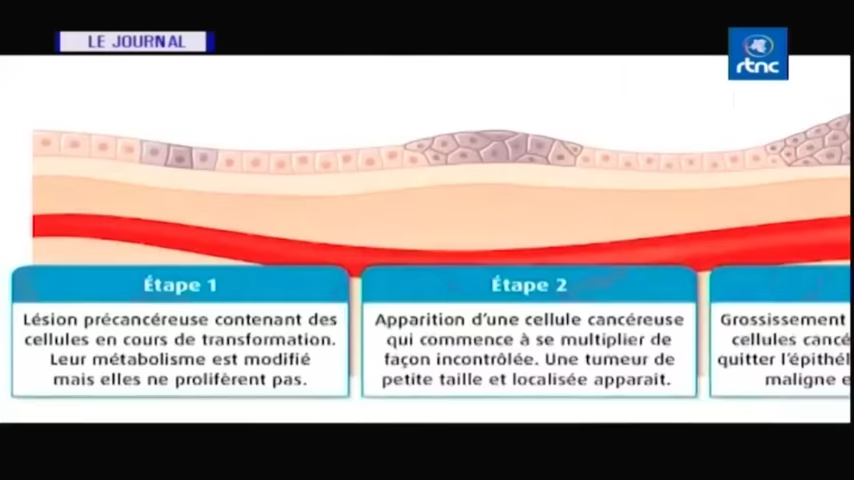 LE JOURNAL
rtnc
Étape 1
Lésion précancéreuse contenant des
cellules en cours de transformation.
Leur métabolisme est modifié
mais elles ne prolifèrent pas.
Étape 2
Apparition d'une cellule cancéreuse
qui commence à se multiplier de
façon incontrôlée. Une tumeur de
petite taille et localisée apparait.
Grossissement
cellules
quitter
maligne